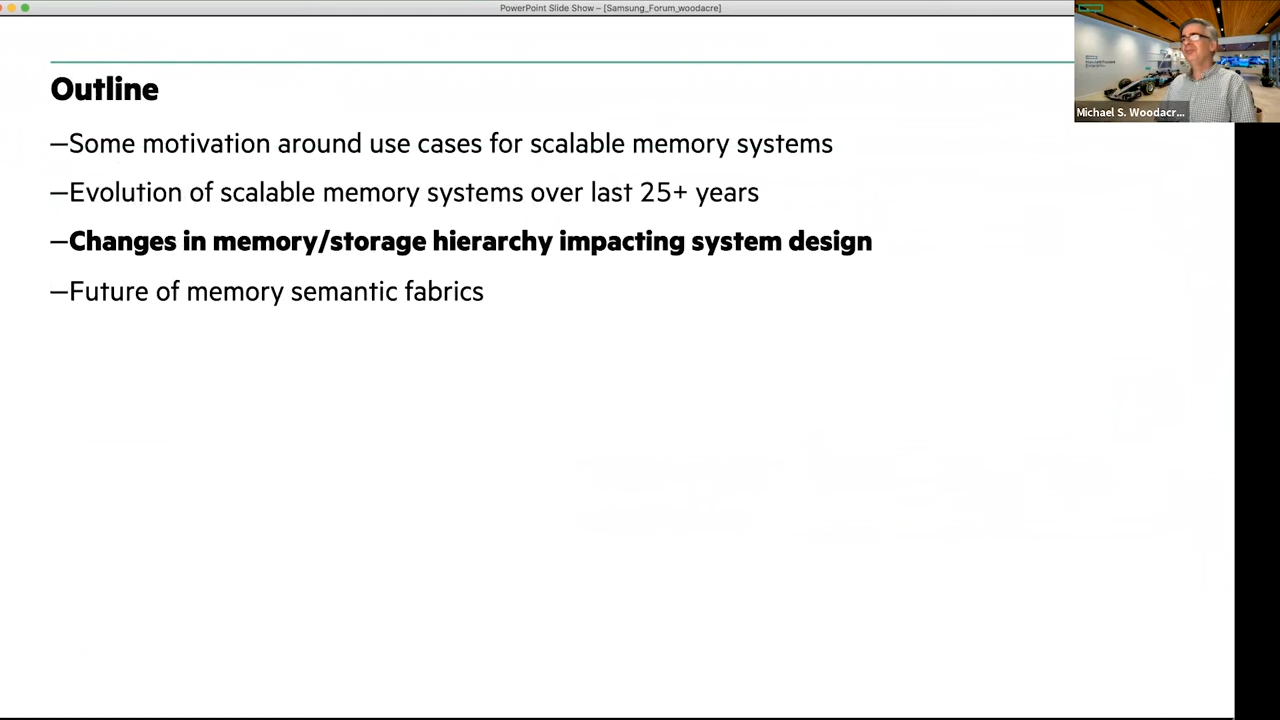 PowerPoint Slide Show – [Samsung_Forum_woodacre]
Outline
—Some motivation around use cases for scalable memory systems
—Evolution of scalable memory systems over last 25+ years
—Changes in memory/storage hierarchy impacting system design
—Future of memory semantic fabrics
Michael S. Woodacr...